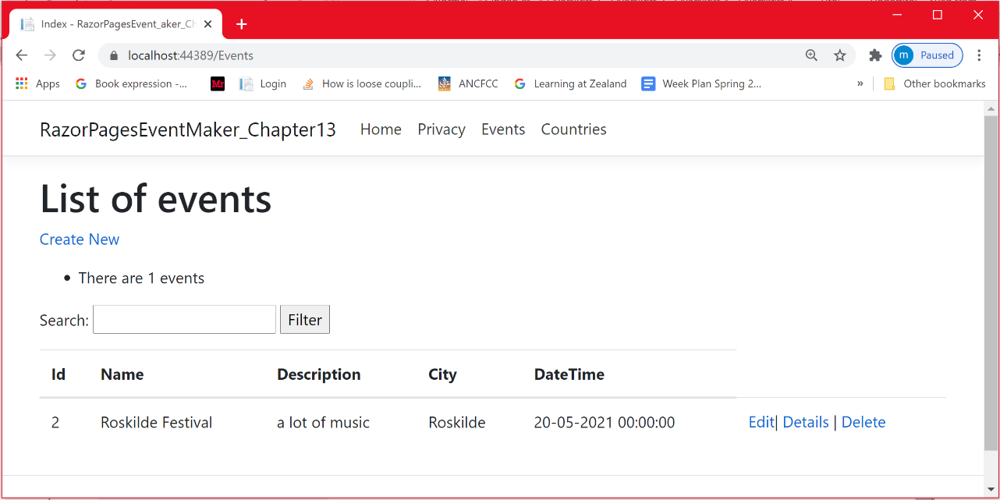 Index - RazorPagesEvent_aker_Ch
localhost:44389/Events
m Paused
Apps Book expression -... Mr Login How is loose coupli... ANCFCC Learning at Zealand Week Plan Spring 2... » Other bookmarks
RazorPagesEventMaker_Chapter13 Home Privacy Events Countries
List of events
Create New
• There are 1 events
Search: Filter
Id Name Description City DateTime
2 Roskilde Festival a lot of music Roskilde 20-05-2021 00:00:00 Edit| Details | Delete